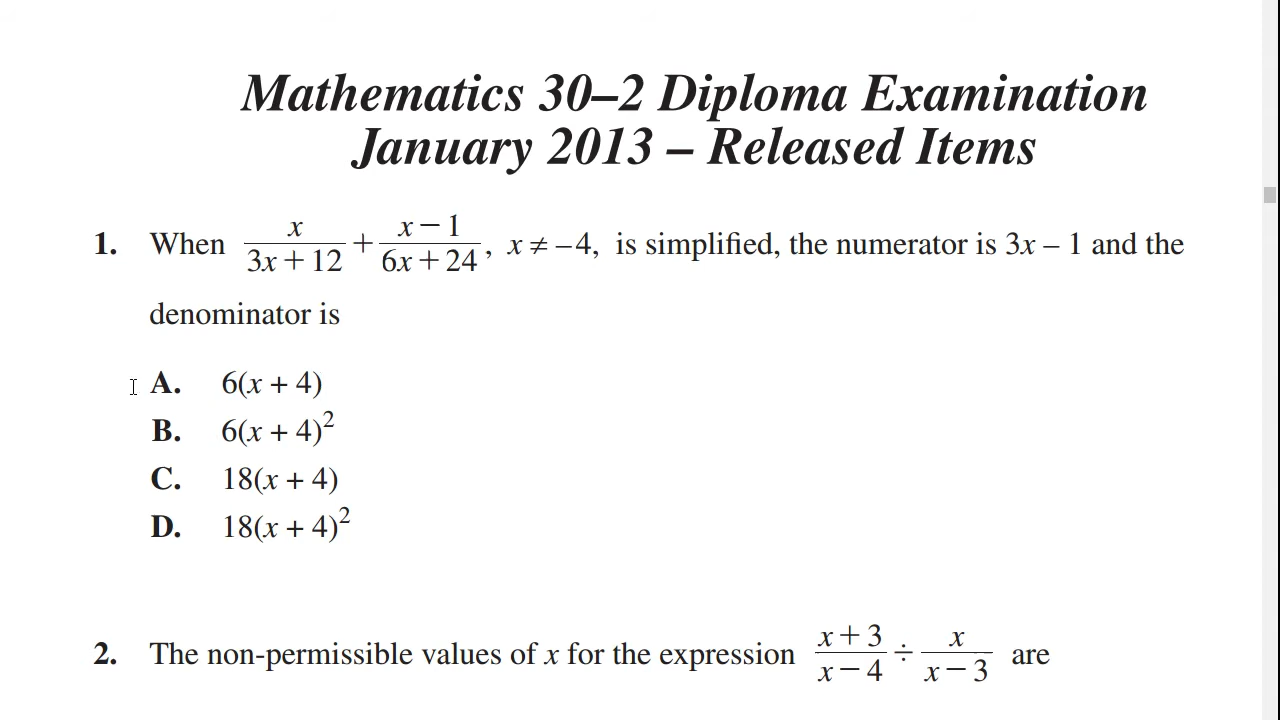 Mathematics 30–2 Diploma Examination
January 2013 – Released Items
1. When x/(3x + 12) + (x − 1)/(6x + 24), x ≠ −4, is simplified, the numerator is 3x – 1 and the
denominator is
A. 6(x + 4)
B. 6(x + 4)²
C. 18(x + 4)
D. 18(x + 4)²
2. The non-permissible values of x for the expression (x + 3)/(x − 4) ÷ x/(x − 3) are